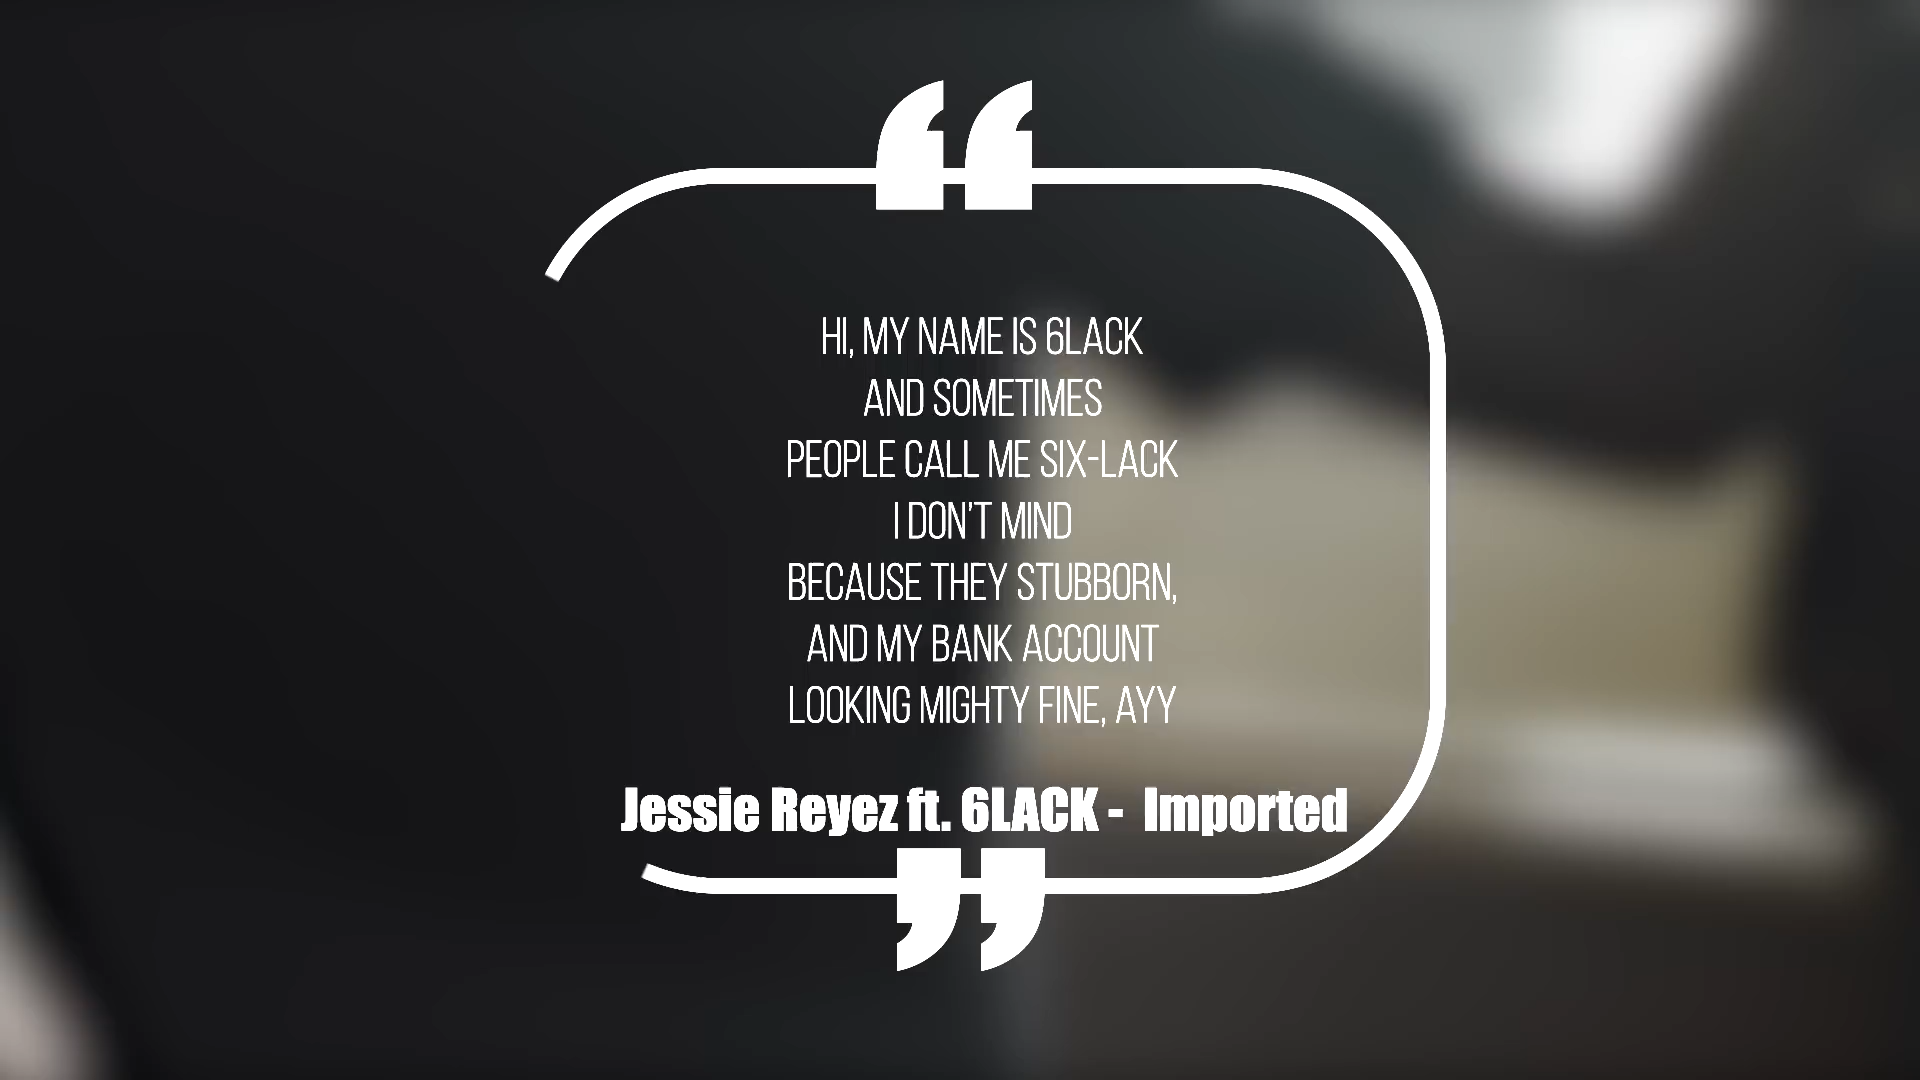 HI, MY NAME IS 6LACK
AND SOMETIMES
PEOPLE CALL ME SIX-LACK
I DON'T MIND
BECAUSE THEY STUBBORN,
AND MY BANK ACCOUNT
LOOKING MIGHTY FINE, AYY
Jessie Reyez ft. 6LACK - Imported